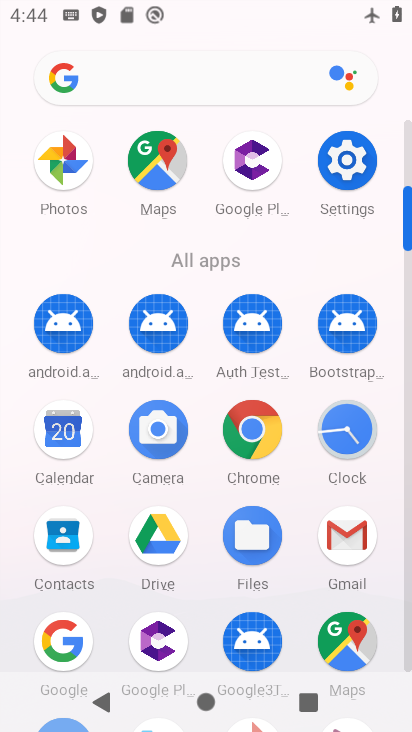 4:44
Photos Maps Google Pl... Settings
All apps
android.a... android.a... Auth Test... Bootstrap...
20
Calendar Camera Chrome Clock
Contacts Drive Files Gmail
Google Google Pl... Google3T... Maps